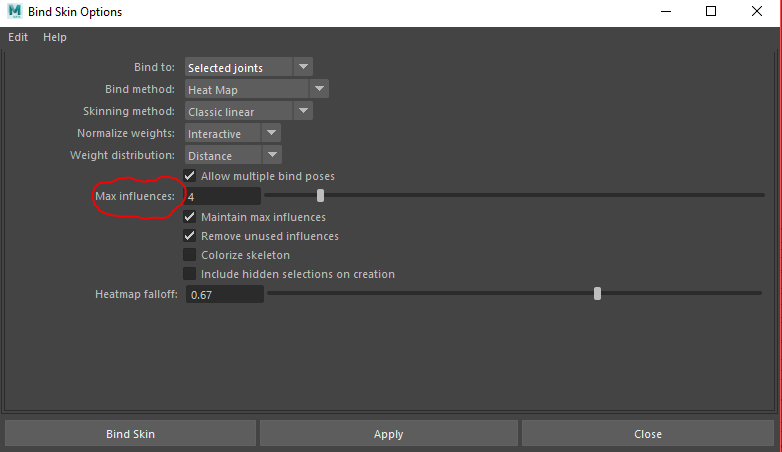 Bind Skin Options
Edit Help
Bind to: Selected joints
Bind method: Heat Map
Skinning method: Classic linear
Normalize weights: Interactive
Weight distribution: Distance
Allow multiple bind poses
Max influences: 4
Maintain max influences
Remove unused influences
Colorize skeleton
Include hidden selections on creation
Heatmap falloff: 0.67
Bind Skin Apply Close